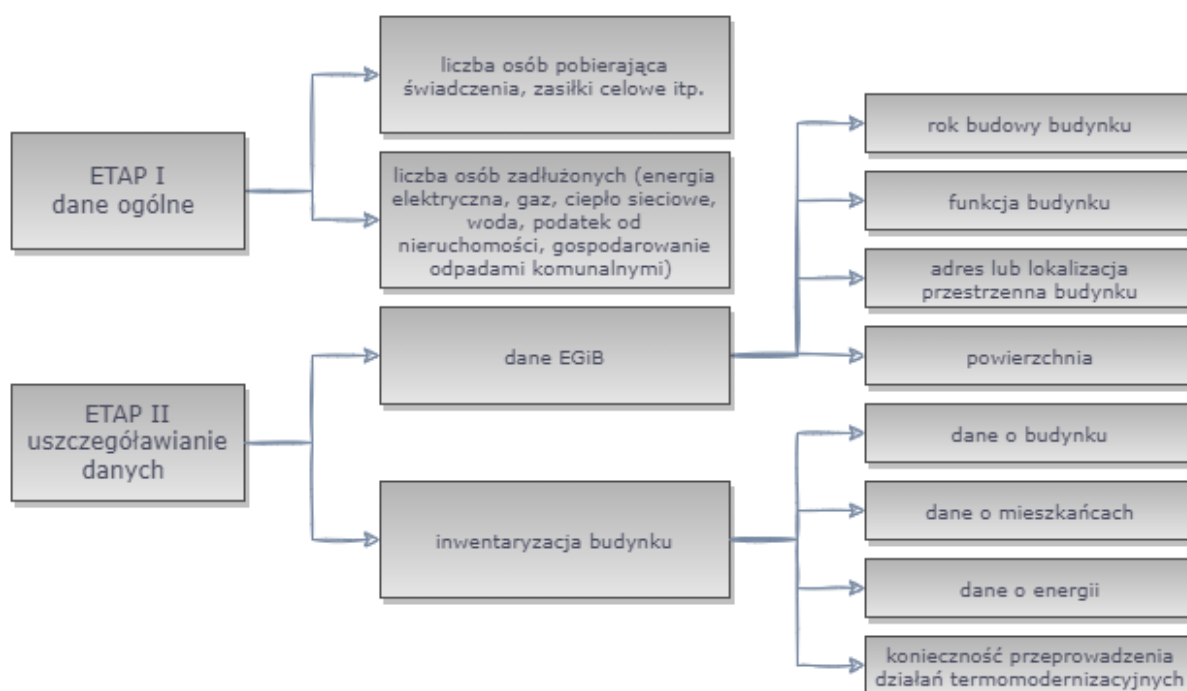 ETAP I
dane ogólne
liczba osób pobierająca
świadczenia, zasiłki celowe itp.
liczba osób zadłużonych (energia
elektryczna, gaz, ciepło sieciowe,
woda, podatek od
nieruchomości, gospodarowanie
odpadami komunalnymi)
ETAP II
uszczegóławianie
danych
dane EGiB
rok budowy budynku
funkcja budynku
adres lub lokalizacja
przestrzenna budynku
powierzchnia
inwentaryzacja budynku
dane o budynku
dane o mieszkańcach
dane o energii
konieczność przeprowadzenia
działań termomodernizacyjnych